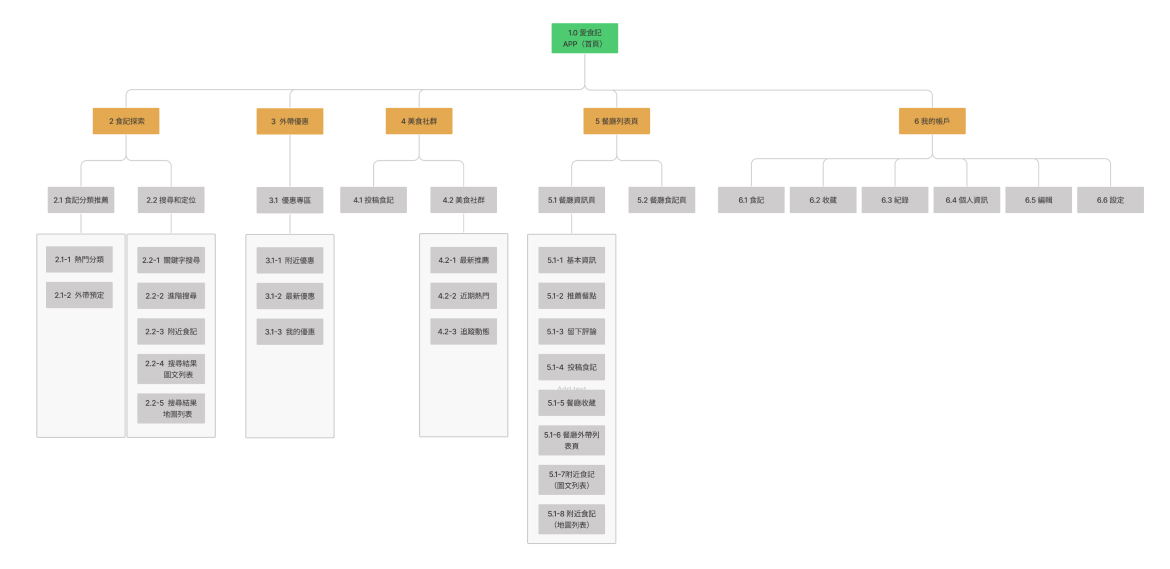 1.0 愛食記
APP（首頁）
2 食記探索
3 外帶優惠
4 美食社群
5 餐廳列表頁
6 我的帳戶
2.1 食記分類推薦
2.2 搜尋和定位
3.1 優惠專區
4.1 投稿食記
4.2 美食社群
5.1 餐廳資訊頁
5.2 餐廳食記頁
6.1 食記
6.2 收藏
6.3 紀錄
6.4 個人資訊
6.5 編輯
6.6 設定
2.1-1 熱門分類
2.1-2 外帶預定
2.2-1 關鍵字搜尋
2.2-2 進階搜尋
2.2-3 附近食記
2.2-4 搜尋結果
圖文列表
2.2-5 搜尋結果
地圖列表
3.1-1 附近優惠
3.1-2 最新優惠
3.1-3 我的優惠
4.2-1 最新推薦
4.2-2 近期熱門
4.2-3 追蹤動態
5.1-1 基本資訊
5.1-2 推薦餐點
5.1-3 留下評論
5.1-4 投稿食記
Add text
5.1-5 餐廳收藏
5.1-6 餐廳外帶列
表頁
5.1-7附近食記
（圖文列表）
5.1-8 附近食記
（地圖列表）